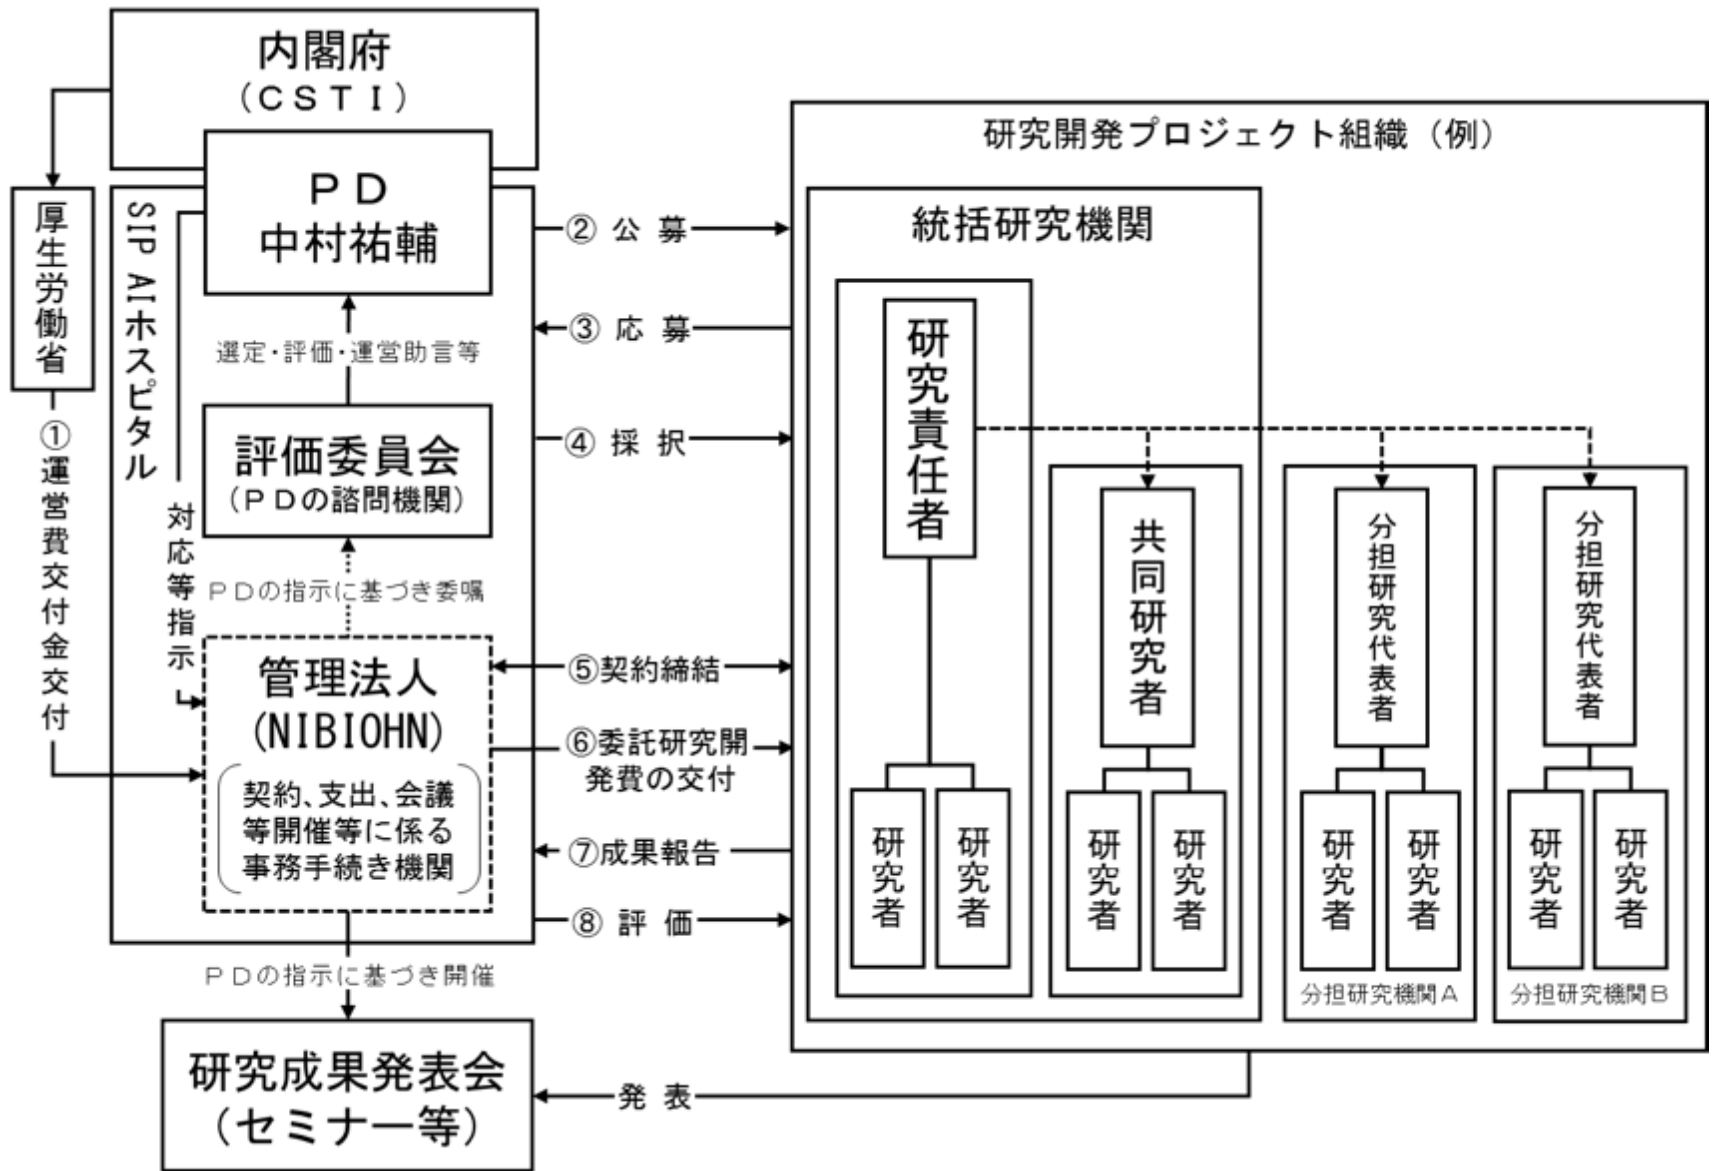 内閣府
(CSTI)
PD
中村祐輔
厚生労働省
SIP AIホスピタル
選定・評価・運営助言等
評価委員会
(PDの諮問機関)
①運営費交付金交付
対応等指示
PDの指示に基づき委嘱
管理法人
(NIBIOHN)
契約、支出、会議
等開催等に係る
事務手続き機関
PDの指示に基づき開催
研究成果発表会
(セミナー等)
② 公 募
③ 応 募
④ 採 択
⑤契約締結
⑥委託研究開
発費の交付
⑦成果報告
⑧ 評 価
発 表
研究開発プロジェクト組織（例）
統括研究機関
研究責任者
共同研究者
分担研究代表者
分担研究代表者
研究者
研究者
研究者
研究者
研究者
研究者
研究者
研究者
分担研究機関A
分担研究機関B